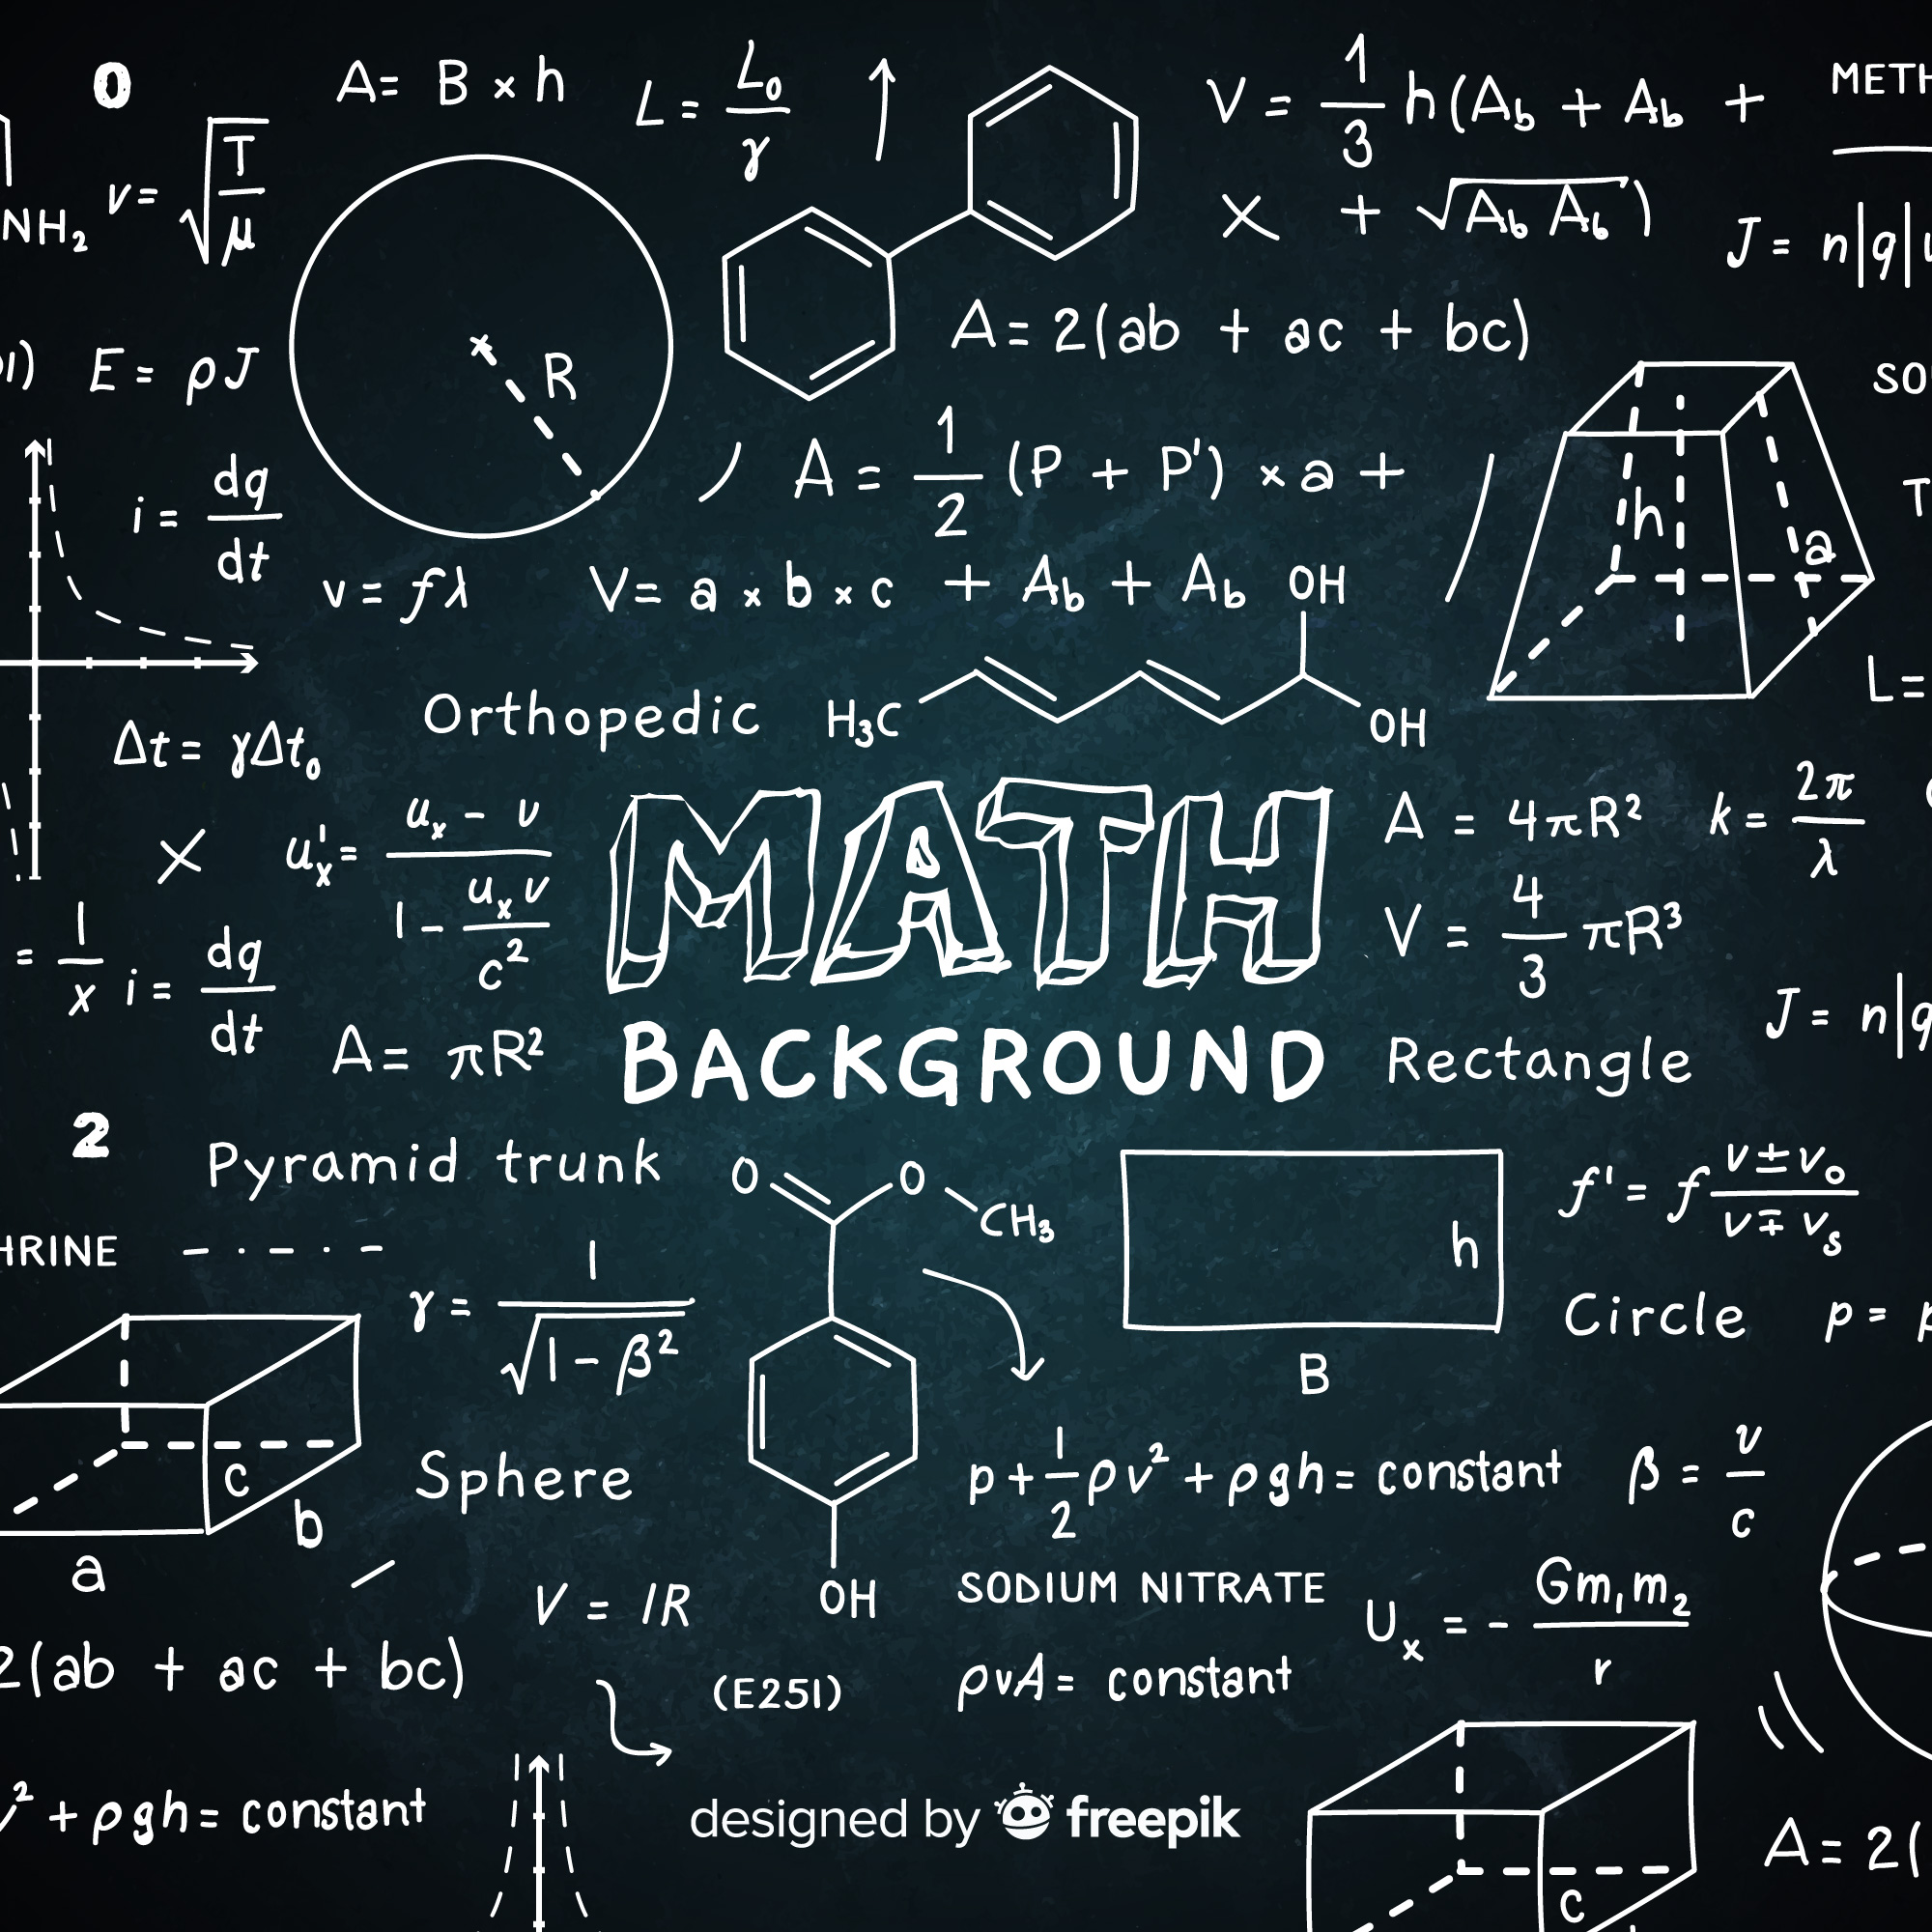 0
A= B × h
L = L₀/γ
V = 1/3 h(A_b + A_b +
× + √(A_b A_b))
METH
NH₂
v= √(T/μ)
J = n|q|v
A= 2(ab + ac + bc)
E = ρJ
R
SO
i = dq/dt
A = 1/2 (P + P') × a +
h
a
T
v = fλ
V= a × b × c + A_b + A_b
OH
Orthopedic
H₃C
OH
L=
Δt = γΔt₀
MATH
A = 4πR²
k = 2π/λ
X
u'ₓ= (uₓ - v)/(1 - uₓv/c²)
V = 4/3 πR³
= 1/x
i = dq/dt
A= πR²
BACKGROUND
Rectangle
J = n|q
2
Pyramid trunk
O
O
CH₃
h
B
f' = f (v ± v₀)/(v ∓ vₛ)
HRINE
γ = 1/√(1 - β²)
Circle
p =
c
b
a
Sphere
p + 1/2 ρv² + ρgh = constant
β = v/c
OH
V = IR
SODIUM NITRATE
Uₓ = - Gm₁m₂/r
2(ab + ac + bc)
(E251)
ρvA = constant
v² + ρgh = constant
designed by freepik
A= 2(
c